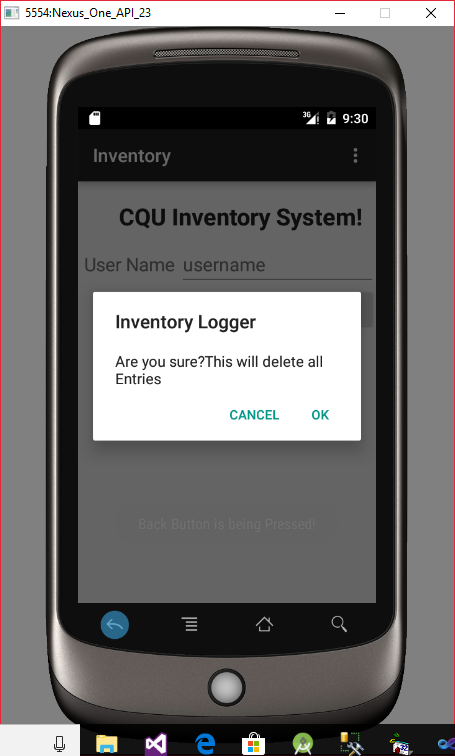 5554:Nexus_One_API_23
3G 9:30
Inventory
CQU Inventory System!
User Name username
Inventory Logger
Are you sure?This will delete all
Entries
CANCEL OK
Back Button is being Pressed!